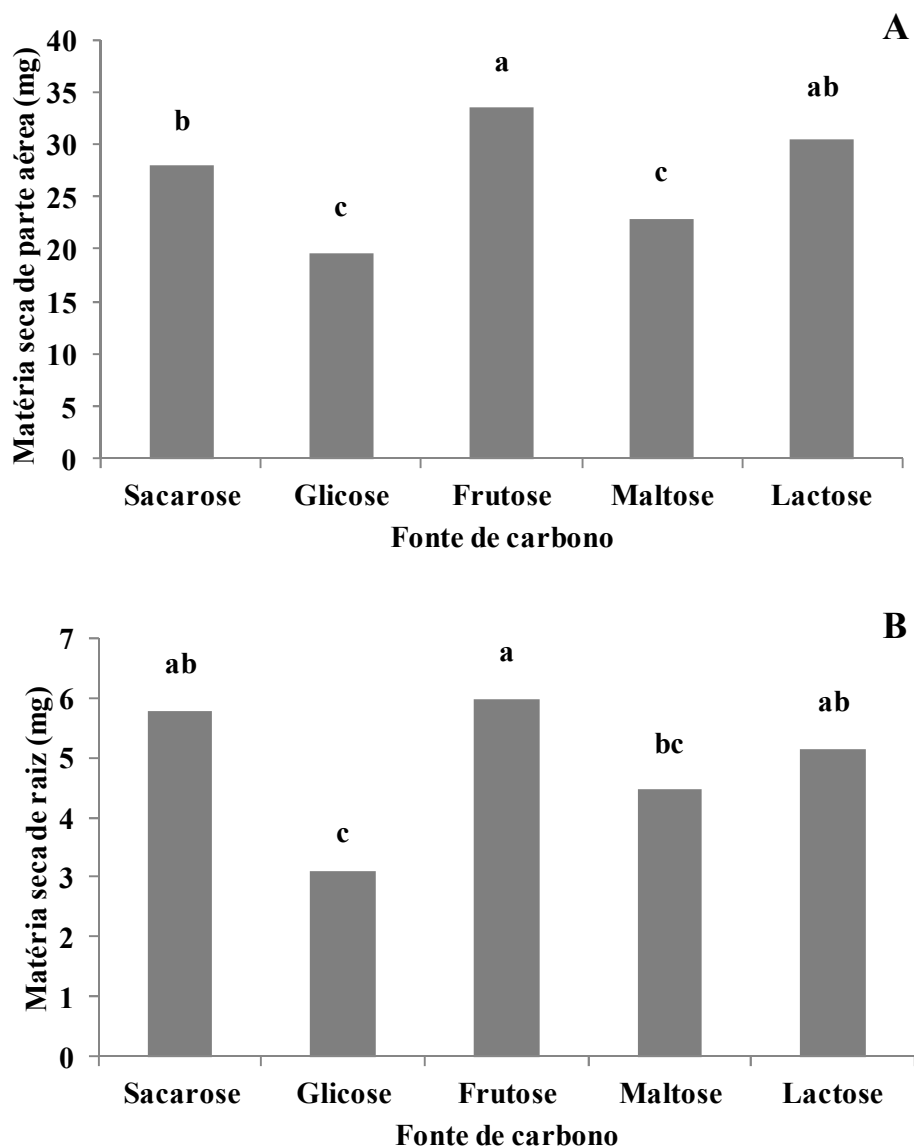 A
Matéria seca de parte aérea (mg)
40
35
30
25
20
15
10
5
0
b
c
a
c
ab
Sacarose Glicose Frutose Maltose Lactose
Fonte de carbono
B
Matéria seca de raiz (mg)
7
6
5
4
3
2
1
0
ab
c
a
bc
ab
Sacarose Glicose Frutose Maltose Lactose
Fonte de carbono